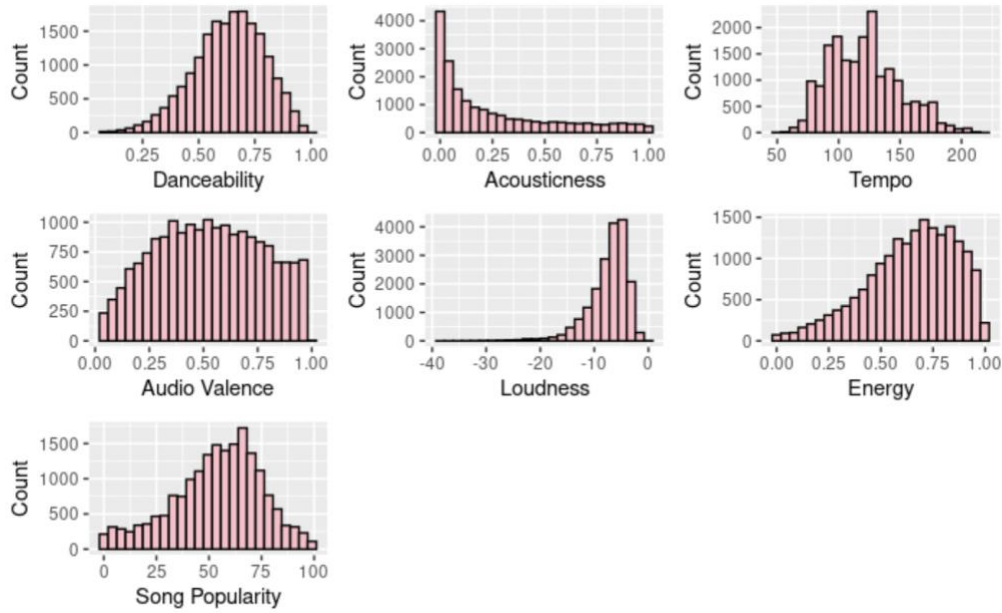 Count
1500
1000
500
0
0.25 0.50 0.75 1.00
Danceability
Count
4000
3000
2000
1000
0
0.00 0.25 0.50 0.75 1.00
Acousticness
Count
2000
1500
1000
500
0
50 100 150 200
Tempo
Count
1000
750
500
250
0
0.00 0.25 0.50 0.75 1.00
Audio Valence
Count
4000
3000
2000
1000
0
-40 -30 -20 -10 0
Loudness
Count
1500
1000
500
0
0.00 0.25 0.50 0.75 1.00
Energy
Count
1500
1000
500
0
0 25 50 75 100
Song Popularity